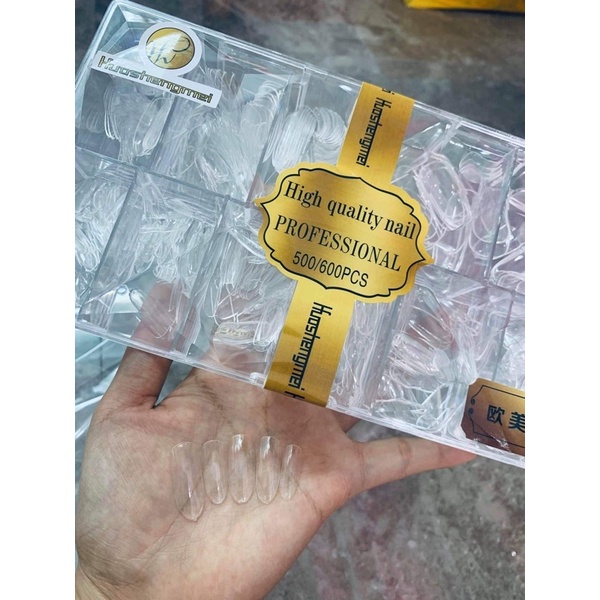 Huoshengmei
Huoshengmei
High quality nail
PROFESSIONAL
500/600PCS
Huoshengmei
欧美